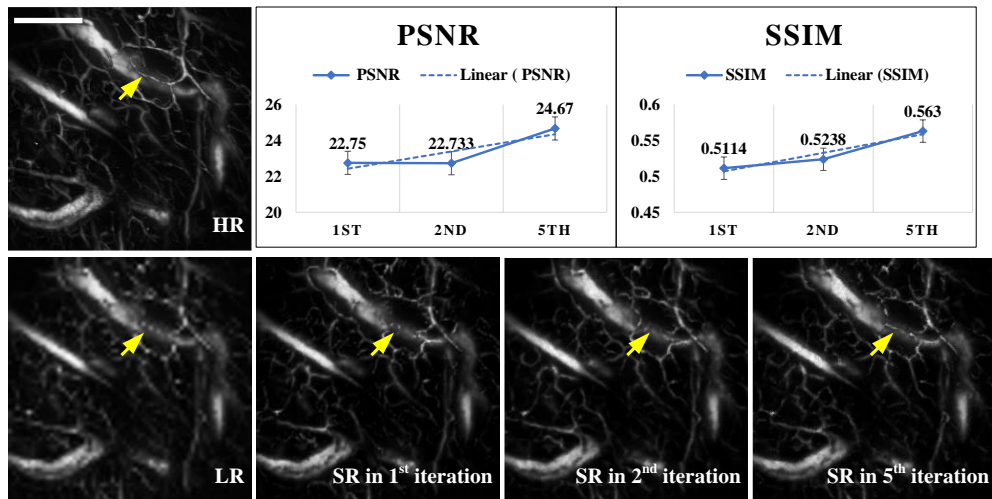 HR
PSNR
PSNR Linear ( PSNR)
26
24
22
20
22.75
22.733
24.67
1ST 2ND 5TH
SSIM
SSIM Linear (SSIM)
0.6
0.55
0.5
0.45
0.5114
0.5238
0.563
1ST 2ND 5TH
LR
SR in 1st iteration
SR in 2nd iteration
SR in 5th iteration